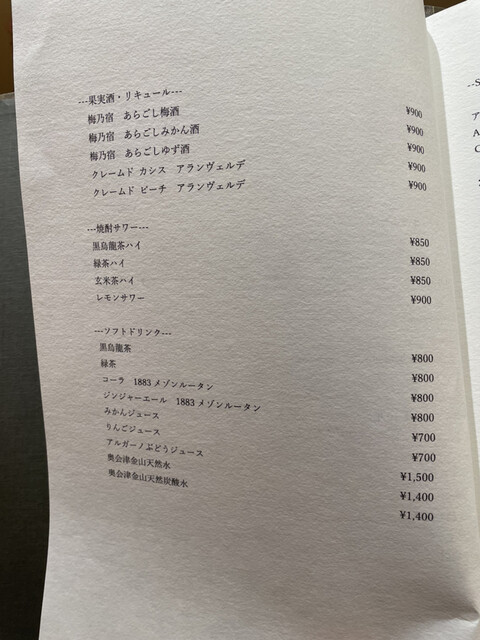 ---果実酒・リキュール---
梅乃宿 あらごし梅酒 ¥900
梅乃宿 あらごしみかん酒 ¥900
梅乃宿 あらごしゆず酒 ¥900
クレームド カシス アランヴェルデ ¥900
クレームド ピーチ アランヴェルデ ¥900
---焼酎サワー---
黒烏龍茶ハイ ¥850
緑茶ハイ ¥850
玄米茶ハイ ¥850
レモンサワー ¥900
---ソフトドリンク---
黒烏龍茶 ¥800
緑茶 ¥800
コーラ 1883メゾンルータン ¥800
ジンジャーエール 1883メゾンルータン ¥800
みかんジュース ¥700
りんごジュース ¥700
アルガーノぶどうジュース ¥1,500
奥会津金山天然水 ¥1,400
奥会津金山天然炭酸水 ¥1,400
--S
ア
A
C